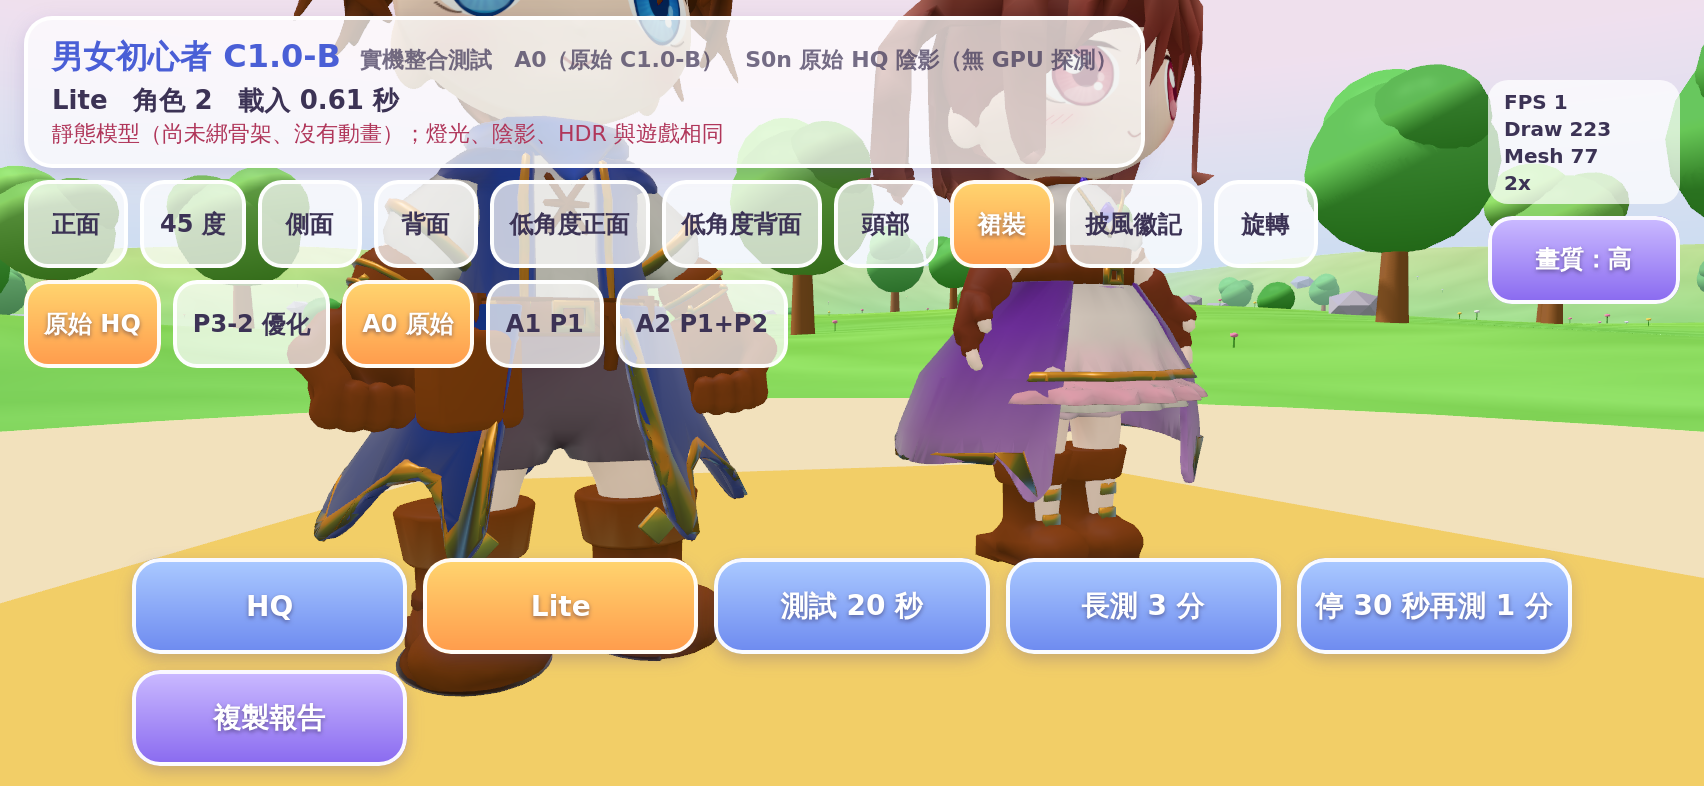 男女初心者 C1.0-B 實機整合測試 A0（原始 C1.0-B） S0n 原始 HQ 陰影（無 GPU 探測）
Lite 角色 2 載入 0.61 秒
靜態模型（尚未綁骨架、沒有動畫）；燈光、陰影、HDR 與遊戲相同
FPS 1
Draw 223
Mesh 77
2x
正面 45 度 側面 背面 低角度正面 低角度背面 頭部 裙裝 披風徽記 旋轉
畫質：高
原始 HQ P3-2 優化 A0 原始 A1 P1 A2 P1+P2
HQ Lite 測試 20 秒 長測 3 分 停 30 秒再測 1 分
複製報告